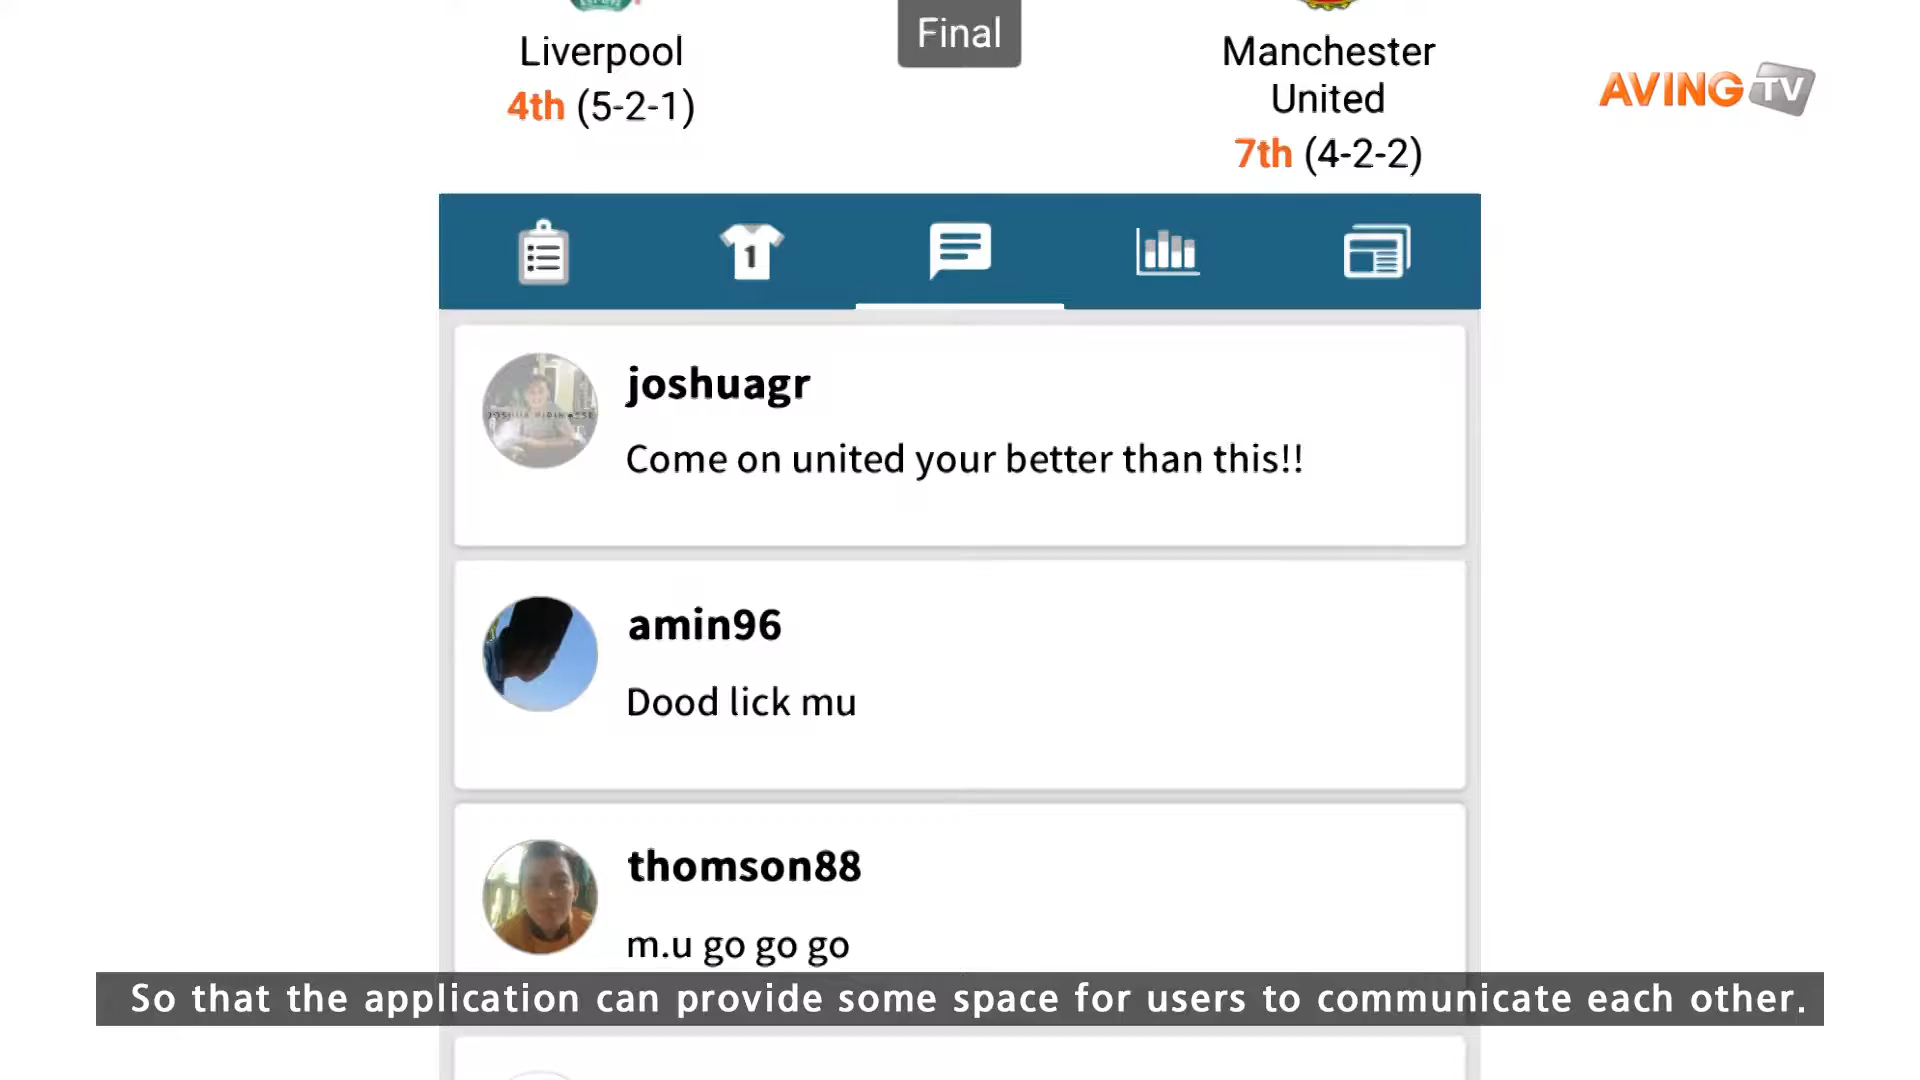 Liverpool
4th (5-2-1)
Final
Manchester
United
7th (4-2-2)
AVING TV
1
joshuagr
Come on united your better than this!!
amin96
Dood lick mu
thomson88
m.u go go go
So that the application can provide some space for users to communicate each other.